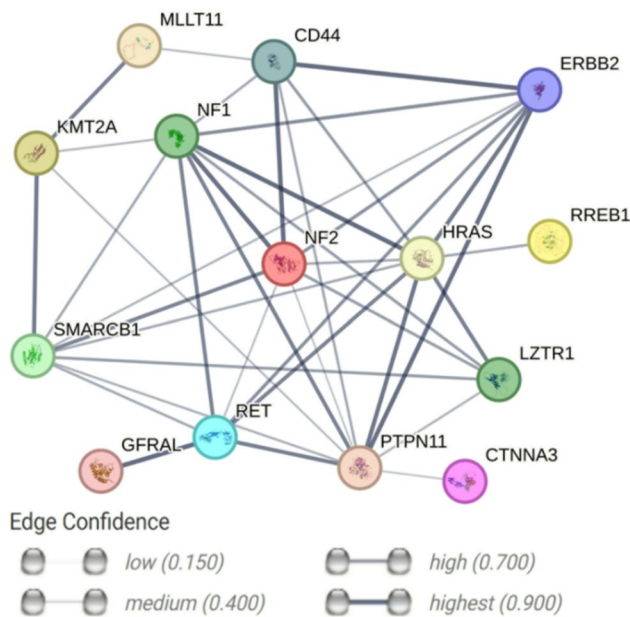 MLLT11
CD44
ERBB2
NF1
KMT2A
RREB1
NF2
HRAS
SMARCB1
LZTR1
RET
GFRAL
PTPN11
CTNNA3
Edge Confidence
low (0.150)
high (0.700)
medium (0.400)
highest (0.900)